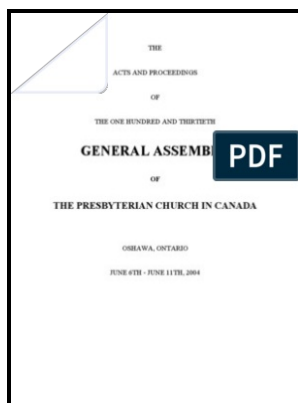 THE
ACTS AND PROCEEDINGS
OF
THE ONE HUNDRED AND THIRTIETH
GENERAL ASSEMB
PDF
OF
THE PRESBYTERIAN CHURCH IN CANADA
OSHAWA, ONTARIO
JUNE 6TH - JUNE 11TH, 2004